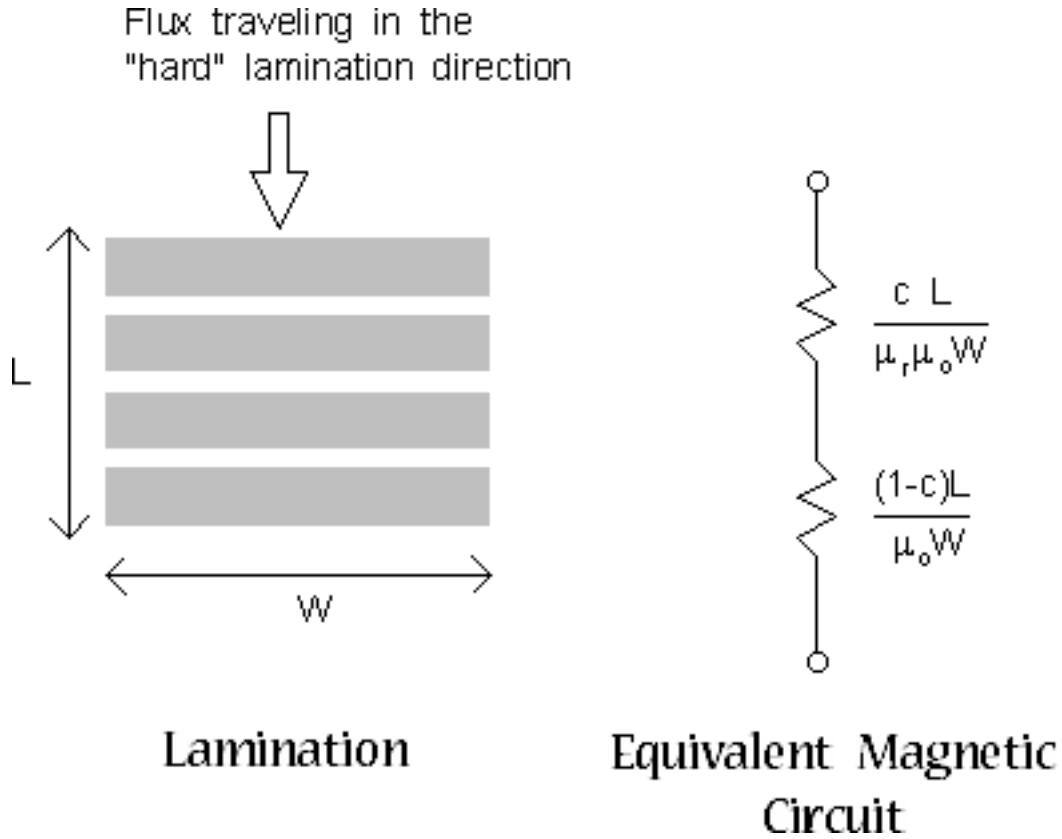 Flux traveling in the
"hard" lamination direction
L
W
c L
μrμoW
(1-c)L
μoW
Lamination
Equivalent Magnetic
Circuit